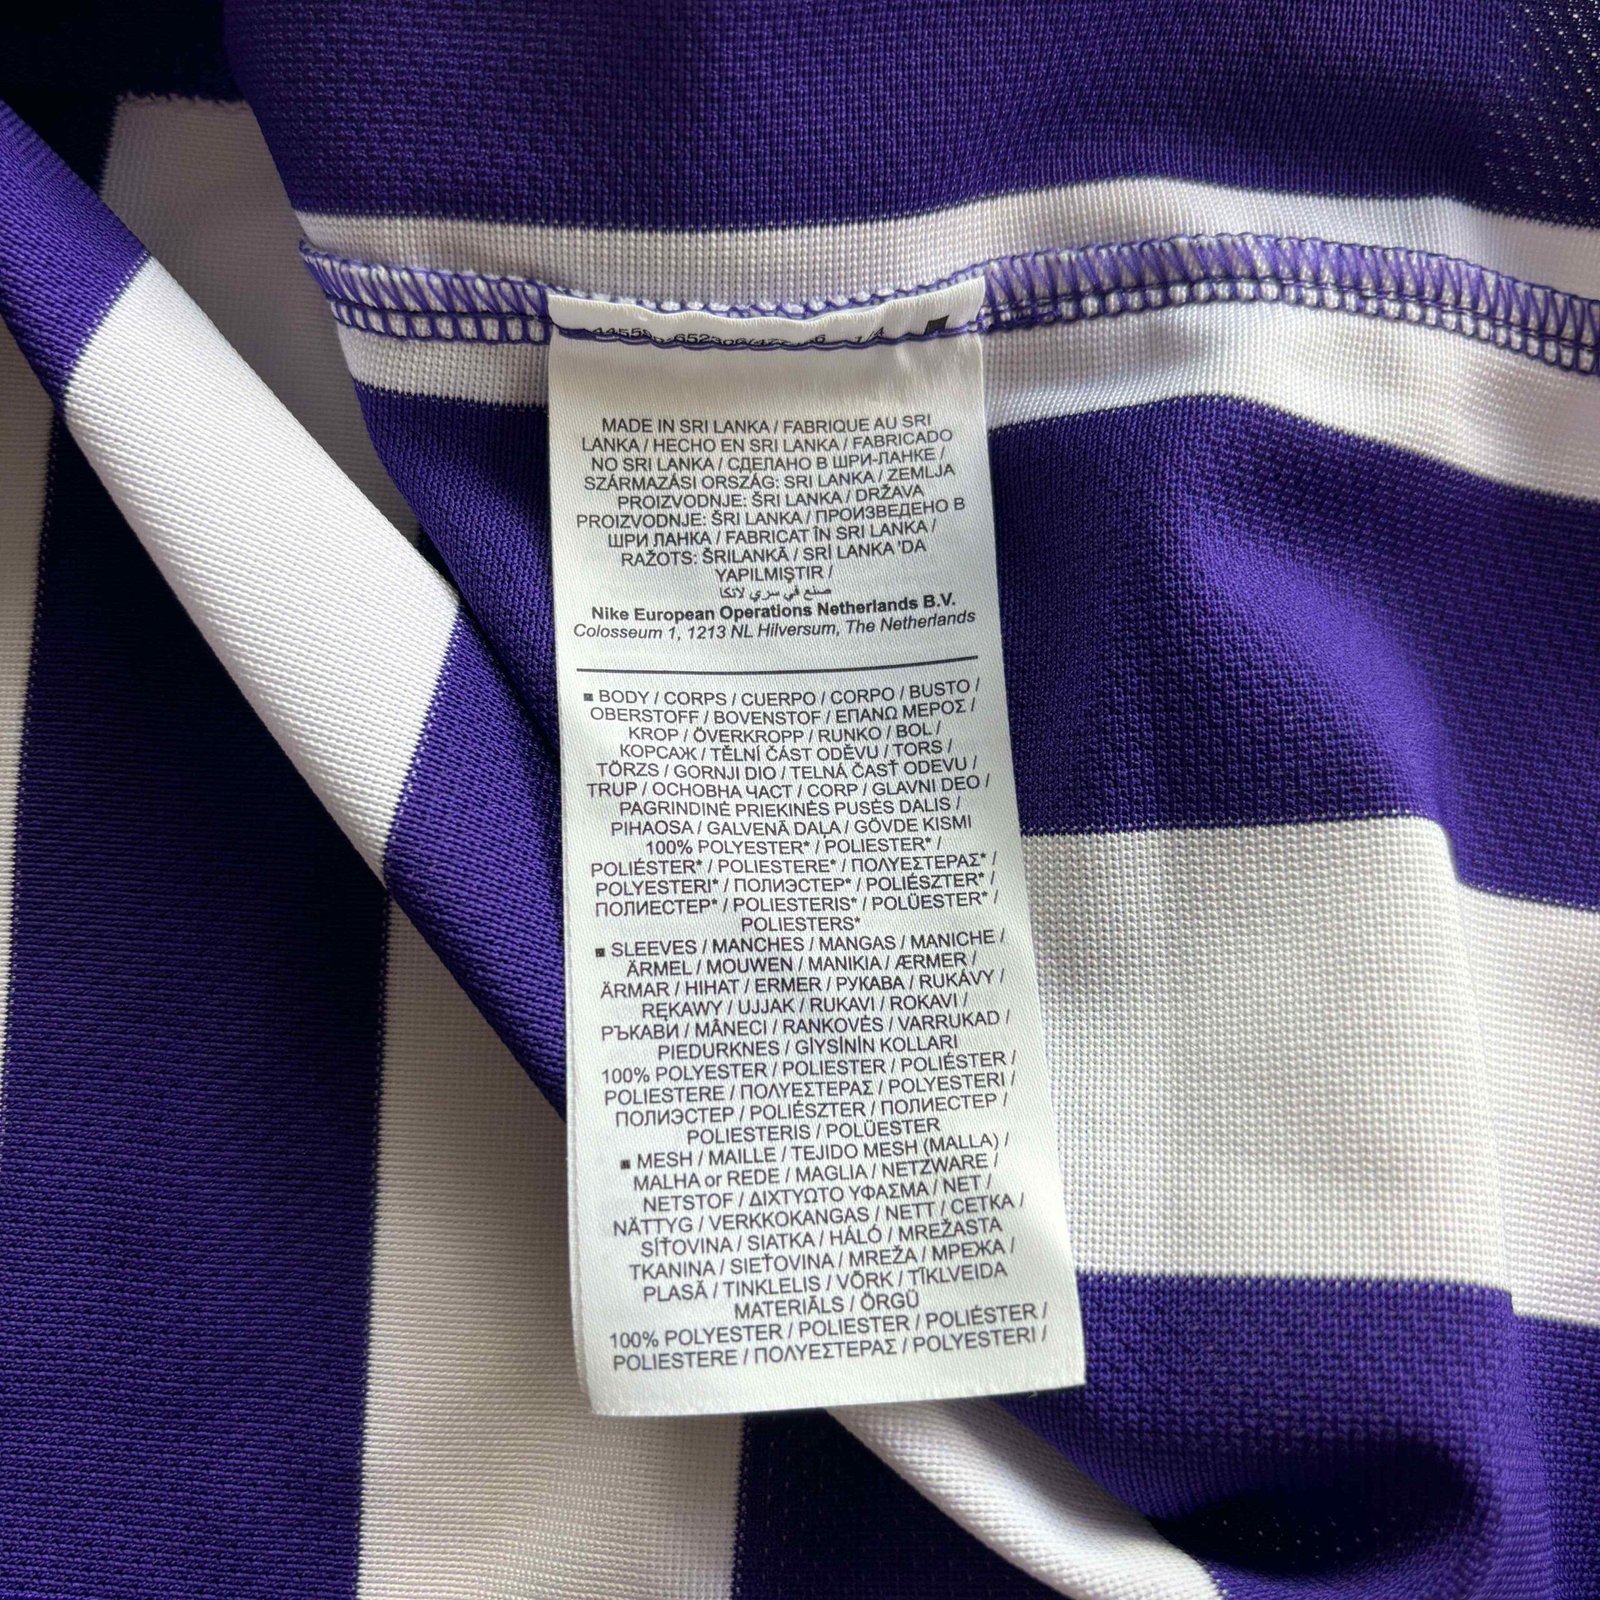 MADE IN SRI LANKA / FABRIQUE AU SRI
LANKA / HECHO EN SRI LANKA / FABRICADO
NO SRI LANKA / СДЕЛАНО В ШРИ-ЛАНКЕ /
SZÁRMAZÁSI ORSZÁG: SRI LANKA / ZEMLJA
PROIZVODNJE: ŠRI LANKA / DRŽAVA
PROIZVODNJE: ŠRI LANKA / ПРОИЗВЕДЕНО В
ШРИ ЛАНКА / FABRICAT ÎN SRI LANKA /
RAŽOTS: ŠRILANKĀ / SRİ LANKA 'DA
YAPILMIŞTIR /
صنع في سري لانكا
Nike European Operations Netherlands B.V.
Colosseum 1, 1213 NL Hilversum, The Netherlands
BODY / CORPS / CUERPO / CORPO / BUSTO /
OBERSTOFF / BOVENSTOF / ΕΠΑΝΩ ΜΕΡΟΣ /
KROP / ÖVERKROPP / RUNKO / BOL /
КОРСАЖ / TĚLNÍ ČÁST ODĚVU / TORS /
TÖRZS / GORNJI DIO / TELNÁ ČASŤ ODEVU /
TRUP / ОСНОВНА ЧАСТ / CORP / GLAVNI DEO /
PAGRINDINĖ PRIEKINĖS PUSĖS DALIS /
PIHAOSA / GALVENĀ DAĻA / GÖVDE KISMI
100% POLYESTER* / POLIESTER* /
POLIÉSTER* / POLIESTERE* / ΠΟΛΥΕΣΤΕΡΑΣ* /
POLYESTERI* / ПОЛИЭСТЕР* / POLIÉSZTER* /
ПОЛИЕСТЕР* / POLIESTERIS* / POLÜESTER* /
POLIESTERS*
SLEEVES / MANCHES / MANGAS / MANICHE /
ÄRMEL / MOUWEN / MANIKIA / ÆRMER /
ÄRMAR / HIHAT / ERMER / РУКАВА / RUKÁVY /
RĘKAWY / UJJAK / RUKAVI / ROKAVI /
РЪКАВИ / MÂNECI / RANKOVĖS / VARRUKAD /
PIEDURKNES / GİYSİNİN KOLLARI
100% POLYESTER / POLIESTER / POLIÉSTER /
POLIESTERE / ΠΟΛΥΕΣΤΕΡΑΣ / POLYESTERI /
ПОЛИЭСТЕР / POLIÉSZTER / ПОЛИЕСТЕР /
POLIESTERIS / POLÜESTER
MESH / MAILLE / TEJIDO MESH (MALLA) /
MALHA or REDE / MAGLIA / NETZWARE /
NETSTOF / ΔΙΧΤΥΩΤΟ ΥΦΑΣΜΑ / NET /
NÄTTYG / VERKKOKANGAS / NETT / СЕТКА /
SÍŤOVINA / SIATKA / HÁLÓ / MREŽASTA
TKANINA / SIEŤOVINA / MREŽA / МРЕЖА /
PLASĂ / TINKLELIS / VÕRK / TĪKLVEIDA
MATERIĀLS / ÖRGÜ
100% POLYESTER / POLIESTER / POLIÉSTER /
POLIESTERE / ΠΟΛΥΕΣΤΕΡΑΣ / POLYESTERI /